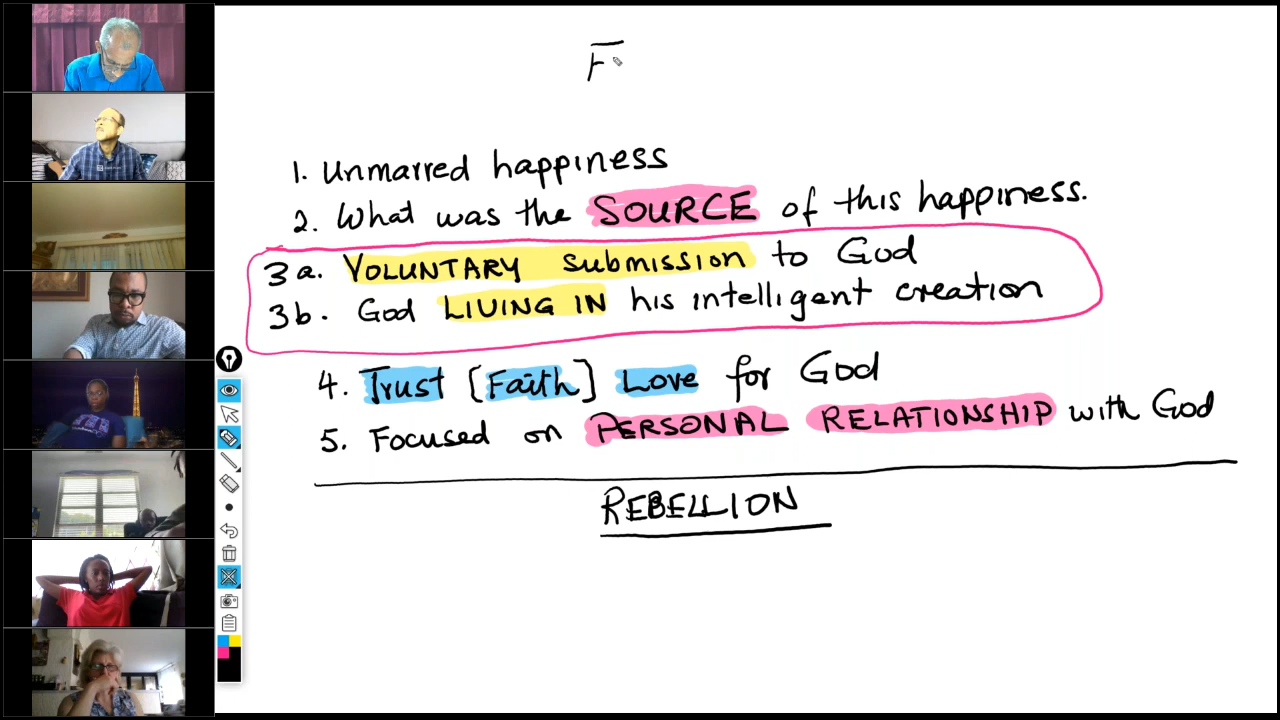 F
1. Unmarred happiness
2. What was the SOURCE of this happiness.
3a. VOLUNTARY submission to God
3b. God LIVING IN his intelligent creation
4. Trust [Faith] Love for God
5. Focused on PERSONAL RELATIONSHIP with God
REBELLION